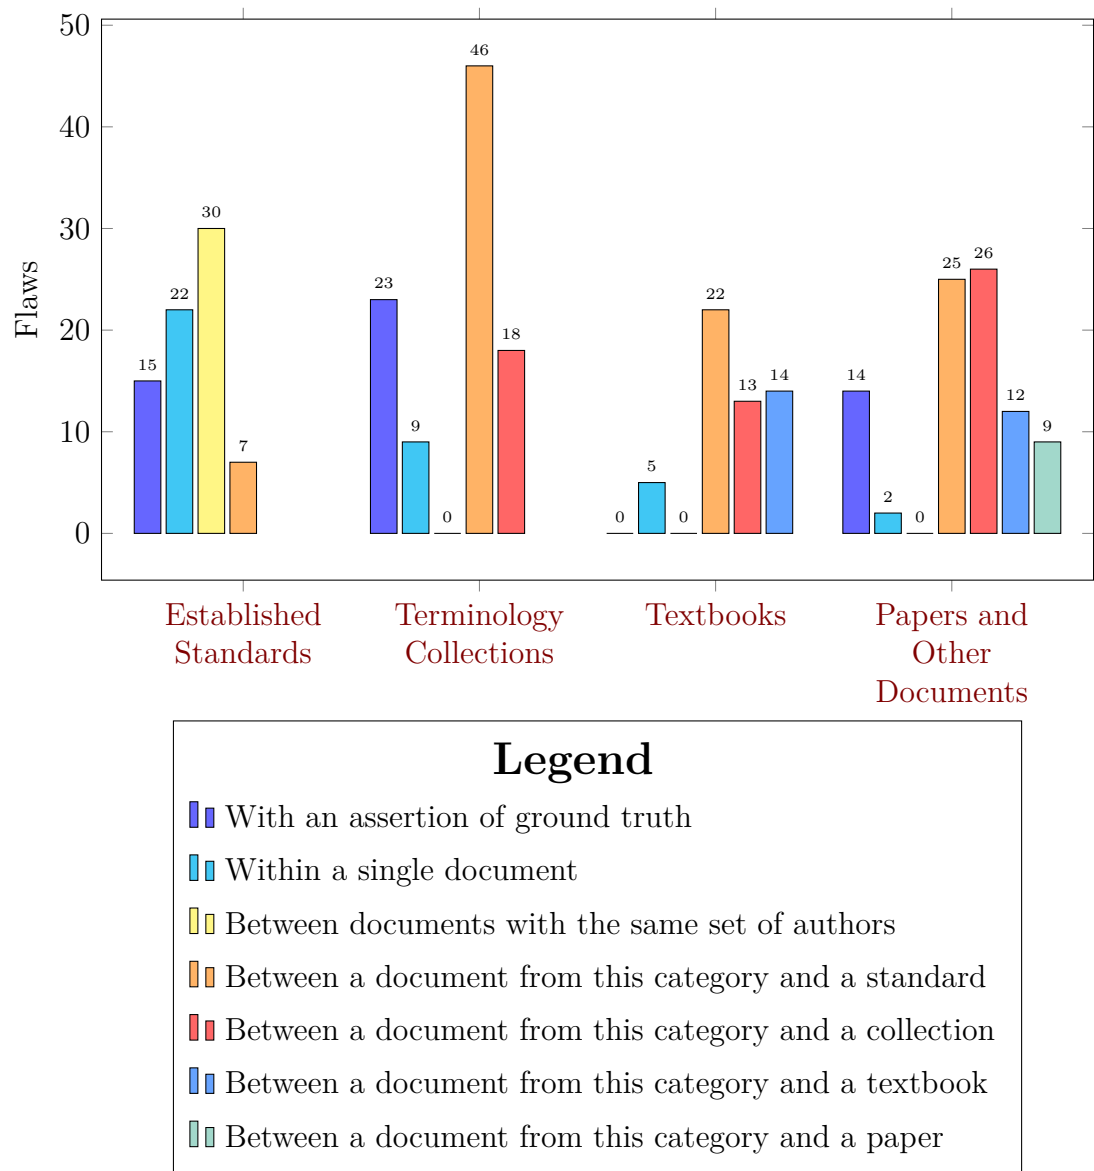 50
40
30
20
10
0
Flaws
15
22
30
7
23
9
0
46
18
0
5
0
22
13
14
14
2
0
25
26
12
9
Established
Standards
Terminology
Collections
Textbooks
Papers and
Other
Documents
Legend
With an assertion of ground truth
Within a single document
Between documents with the same set of authors
Between a document from this category and a standard
Between a document from this category and a collection
Between a document from this category and a textbook
Between a document from this category and a paper